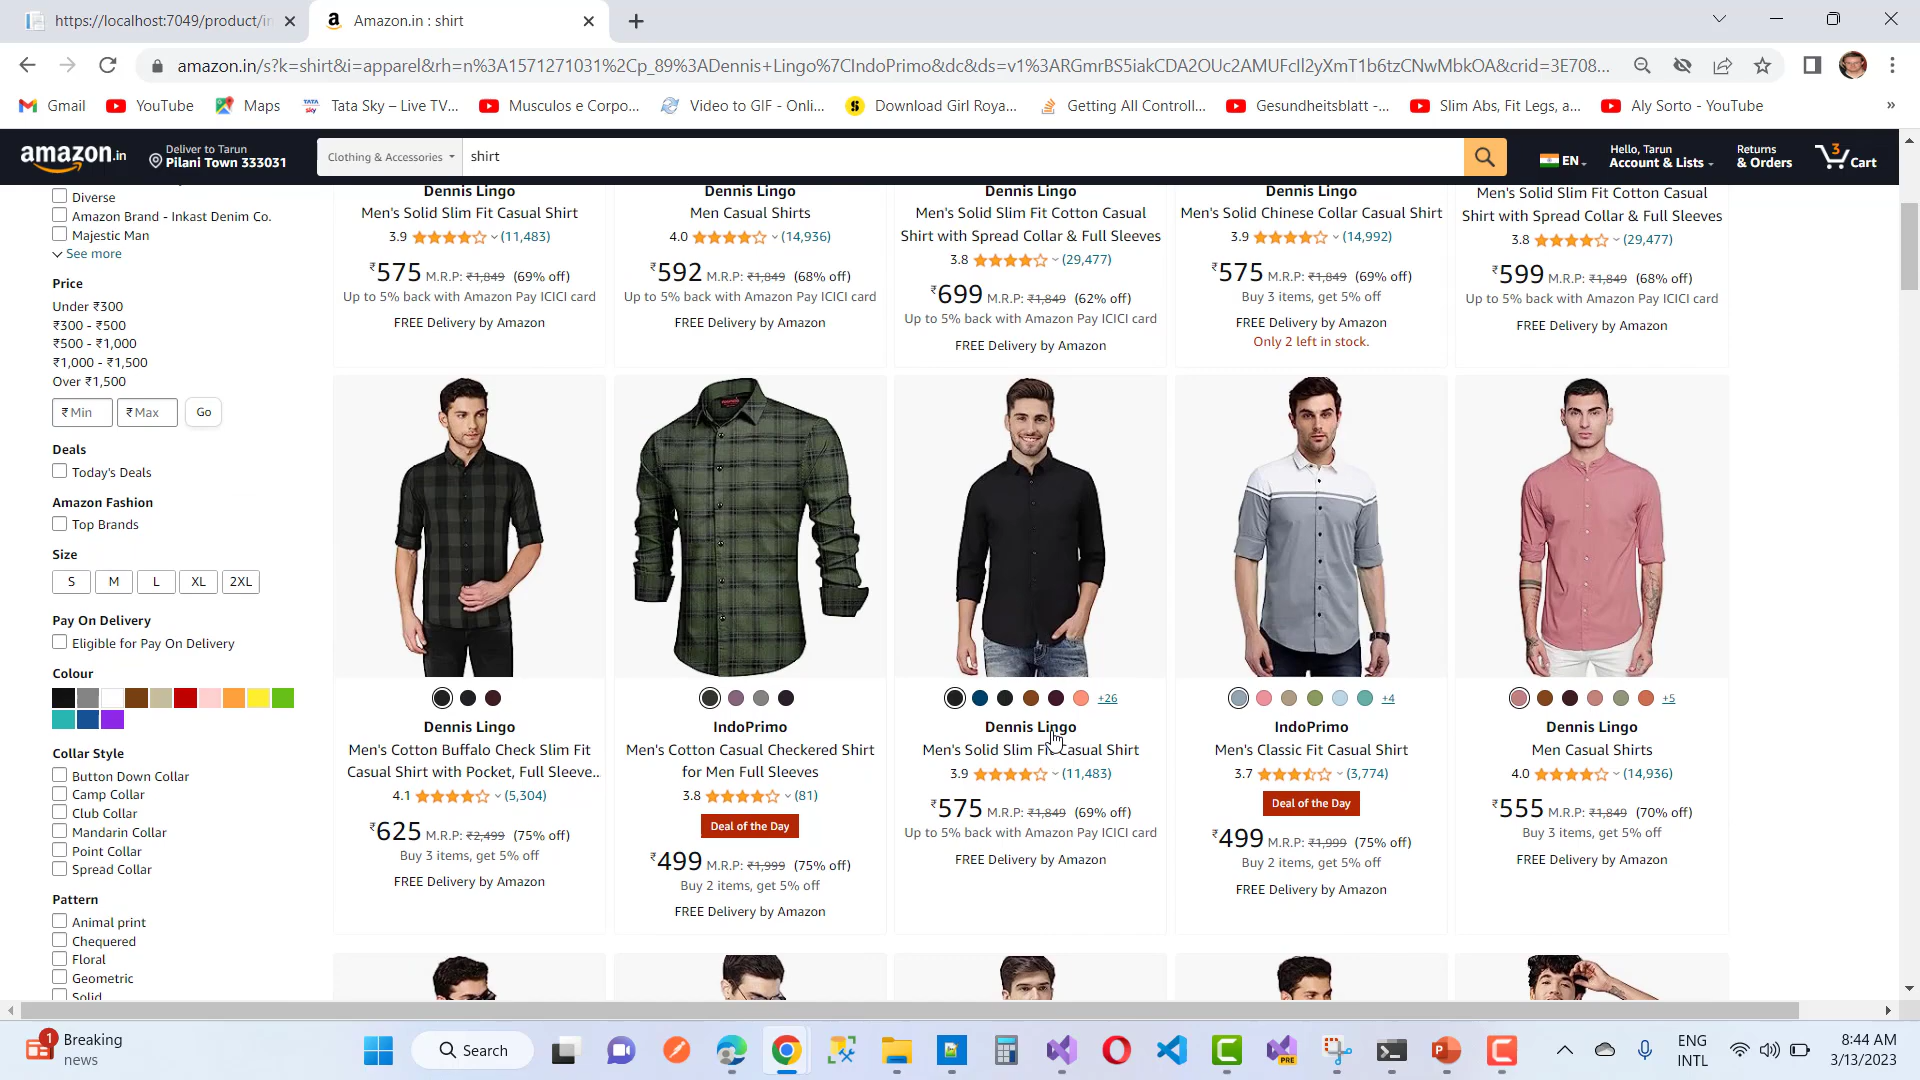 https://localhost:7049/product/in
Amazon.in : shirt
amazon.in/s?k=shirt&i=apparel&rh=n%3A1571271031%2Cp_89%3ADennis+Lingo%7CIndoPrimo&dc&ds=v1%3ARGmrBS5iakCDA2OUc2AMUFcIl2yXmT1b6tzCNwMbkOA&crid=3E708...
Gmail
YouTube
Maps
Tata Sky – Live TV...
Musculos e Corpo...
Video to GIF - Onli...
Download Girl Roya...
Getting All Controll...
Gesundheitsblatt -...
Slim Abs, Fit Legs, a...
Aly Sorto - YouTube
»
amazon.in
Deliver to Tarun
Pilani Town 333031
Clothing & Accessories
shirt
EN
Hello, Tarun
Account & Lists
Returns
& Orders
3
Cart
Diverse
Amazon Brand - Inkast Denim Co.
Majestic Man
See more
Price
Under ₹300
₹300 - ₹500
₹500 - ₹1,000
₹1,000 - ₹1,500
Over ₹1,500
₹ Min
₹ Max
Go
Deals
Today's Deals
Amazon Fashion
Top Brands
Size
S M L XL 2XL
Pay On Delivery
Eligible for Pay On Delivery
Colour
Collar Style
Button Down Collar
Camp Collar
Club Collar
Mandarin Collar
Point Collar
Spread Collar
Pattern
Animal print
Chequered
Floral
Geometric
Solid
Dennis Lingo
Men's Solid Slim Fit Casual Shirt
3.9 (11,483)
₹575 M.R.P: ₹1,849 (69% off)
Up to 5% back with Amazon Pay ICICI card
FREE Delivery by Amazon
Dennis Lingo
Men Casual Shirts
4.0 (14,936)
₹592 M.R.P: ₹1,849 (68% off)
Up to 5% back with Amazon Pay ICICI card
FREE Delivery by Amazon
Dennis Lingo
Men's Solid Slim Fit Cotton Casual
Shirt with Spread Collar & Full Sleeves
3.8 (29,477)
₹699 M.R.P: ₹1,849 (62% off)
Up to 5% back with Amazon Pay ICICI card
FREE Delivery by Amazon
Dennis Lingo
Men's Solid Chinese Collar Casual Shirt
3.9 (14,992)
₹575 M.R.P: ₹1,849 (69% off)
Buy 3 items, get 5% off
FREE Delivery by Amazon
Only 2 left in stock.
Men's Solid Slim Fit Cotton Casual
Shirt with Spread Collar & Full Sleeves
3.8 (29,477)
₹599 M.R.P: ₹1,849 (68% off)
Up to 5% back with Amazon Pay ICICI card
FREE Delivery by Amazon
Dennis Lingo
Men's Cotton Buffalo Check Slim Fit
Casual Shirt with Pocket, Full Sleeve...
4.1 (5,304)
₹625 M.R.P: ₹2,499 (75% off)
Buy 3 items, get 5% off
FREE Delivery by Amazon
IndoPrimo
Men's Cotton Casual Checkered Shirt
for Men Full Sleeves
3.8 (81)
Deal of the Day
₹499 M.R.P: ₹1,999 (75% off)
Buy 2 items, get 5% off
FREE Delivery by Amazon
+26
Dennis Lingo
Men's Solid Slim Fit Casual Shirt
3.9 (11,483)
₹575 M.R.P: ₹1,849 (69% off)
Up to 5% back with Amazon Pay ICICI card
FREE Delivery by Amazon
+4
IndoPrimo
Men's Classic Fit Casual Shirt
3.7 (3,774)
Deal of the Day
₹499 M.R.P: ₹1,999 (75% off)
Buy 2 items, get 5% off
FREE Delivery by Amazon
+5
Dennis Lingo
Men Casual Shirts
4.0 (14,936)
₹555 M.R.P: ₹1,849 (70% off)
Buy 3 items, get 5% off
FREE Delivery by Amazon
1
Breaking
news
Search
PRE
ENG
INTL
8:44 AM
3/13/2023